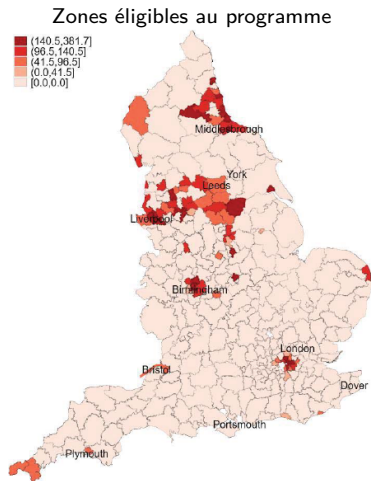 Zones éligibles au programme
(140.5,381.7]
(96.5,140.5]
(41.5,96.5]
(0.0,41.5]
[0.0,0.0]
Middlesbrough
York
Leeds
Liverpool
Birmingham
London
Bristol
Dover
Portsmouth
Plymouth